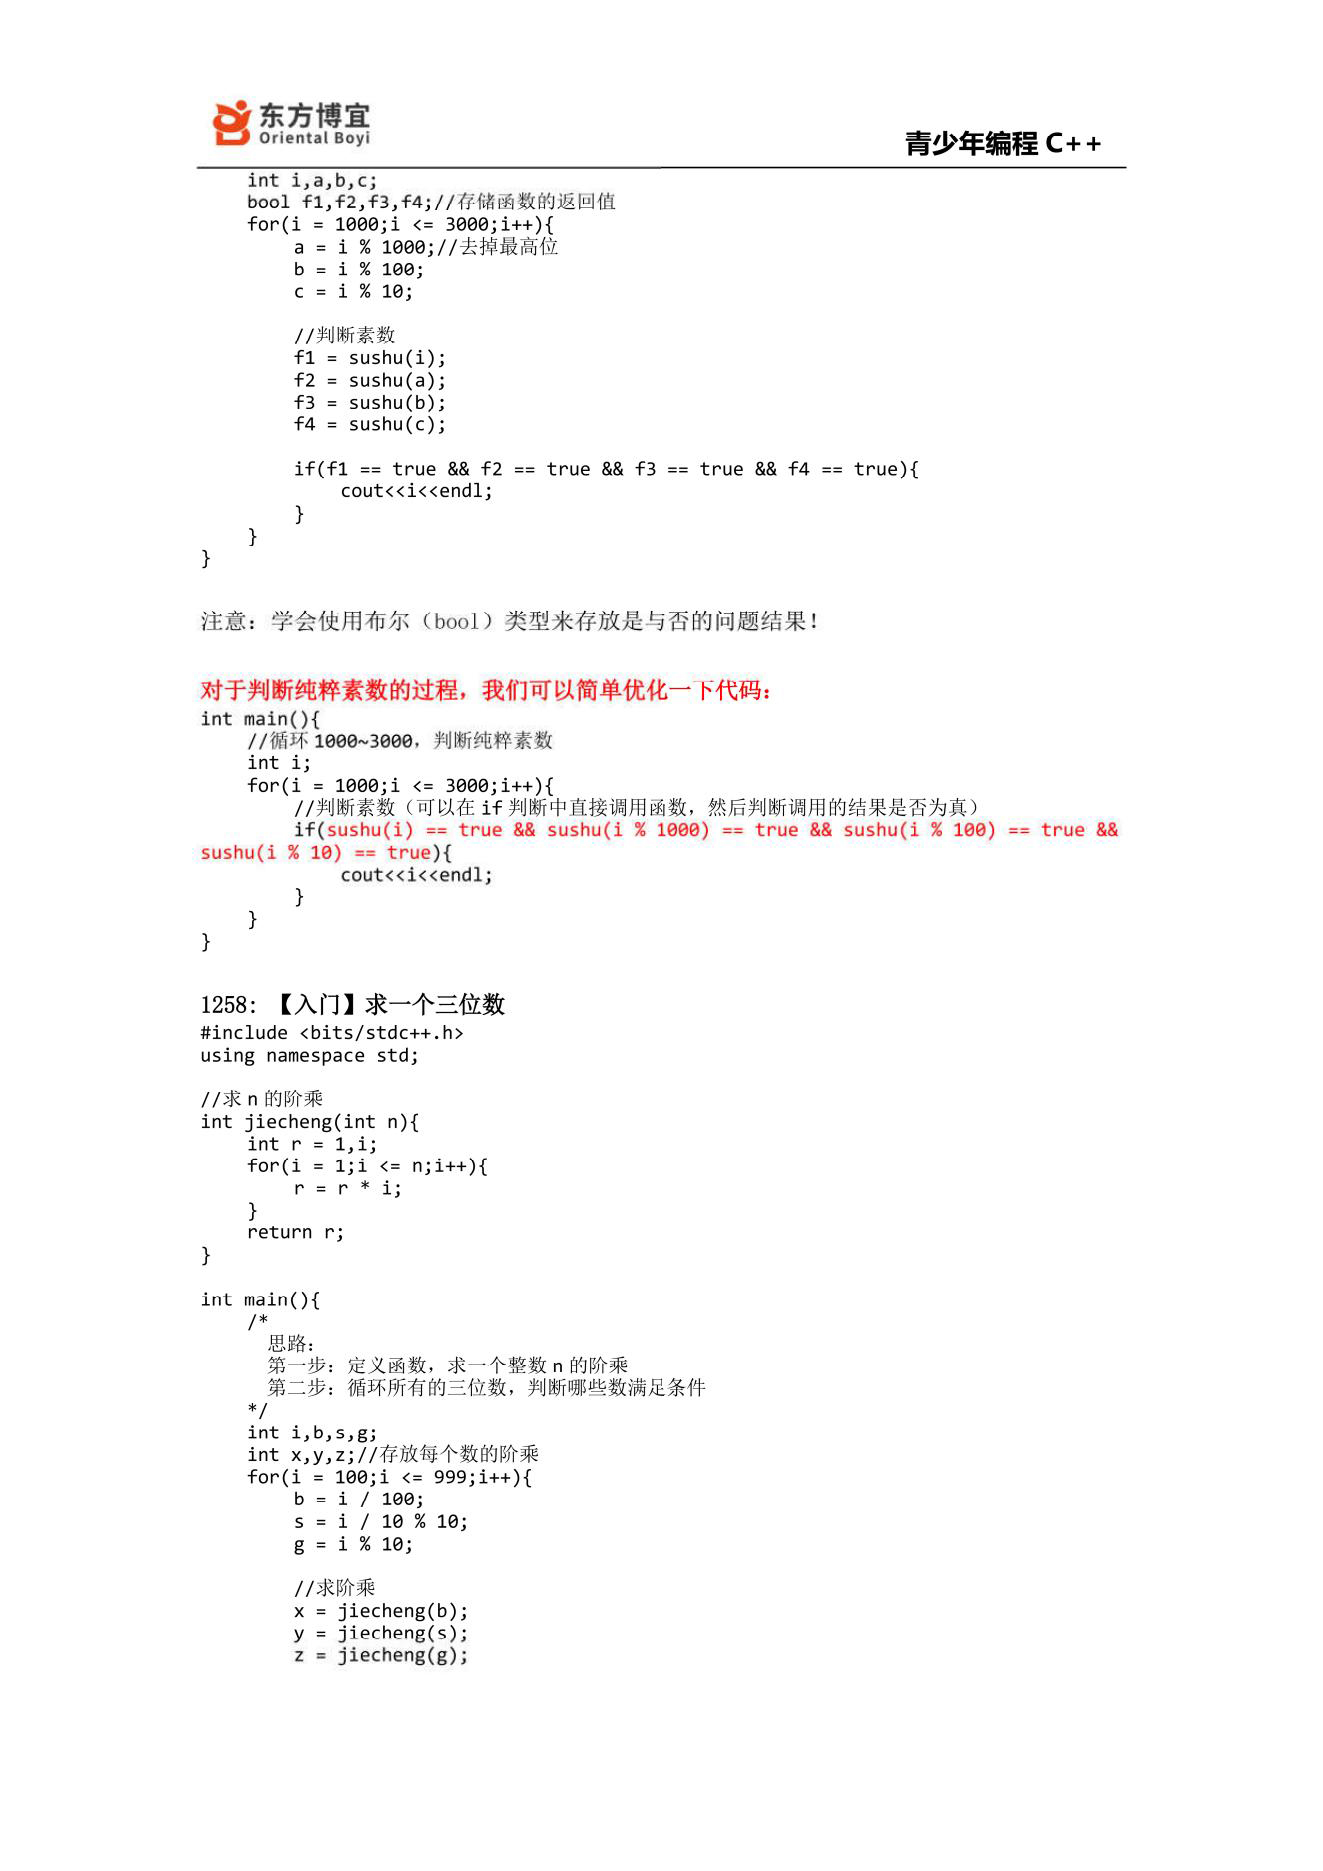 东方博宜
Oriental Boyi
青少年编程 C++
int i,a,b,c;
bool f1,f2,f3,f4;//存储函数的返回值
for(i = 1000;i <= 3000;i++){
a = i % 1000;//去掉最高位
b = i % 100;
c = i % 10;
//判断素数
f1 = sushu(i);
f2 = sushu(a);
f3 = sushu(b);
f4 = sushu(c);
if(f1 == true && f2 == true && f3 == true && f4 == true){
cout<<i<<endl;
}
}
}
注意：学会使用布尔（bool）类型来存放是与否的问题结果！
对于判断纯粹素数的过程，我们可以简单优化一下代码：
int main(){
//循环 1000~3000，判断纯粹素数
int i;
for(i = 1000;i <= 3000;i++){
//判断素数（可以在 if 判断中直接调用函数，然后判断调用的结果是否为真）
if(sushu(i) == true && sushu(i % 1000) == true && sushu(i % 100) == true &&
sushu(i % 10) == true){
cout<<i<<endl;
}
}
}
1258: 【入门】求一个三位数
#include <bits/stdc++.h>
using namespace std;
//求 n 的阶乘
int jiecheng(int n){
int r = 1,i;
for(i = 1;i <= n;i++){
r = r * i;
}
return r;
}
int main(){
/*
思路：
第一步：定义函数，求一个整数 n 的阶乘
第二步：循环所有的三位数，判断哪些数满足条件
*/
int i,b,s,g;
int x,y,z;//存放每个数的阶乘
for(i = 100;i <= 999;i++){
b = i / 100;
s = i / 10 % 10;
g = i % 10;
//求阶乘
x = jiecheng(b);
y = jiecheng(s);
z = jiecheng(g);